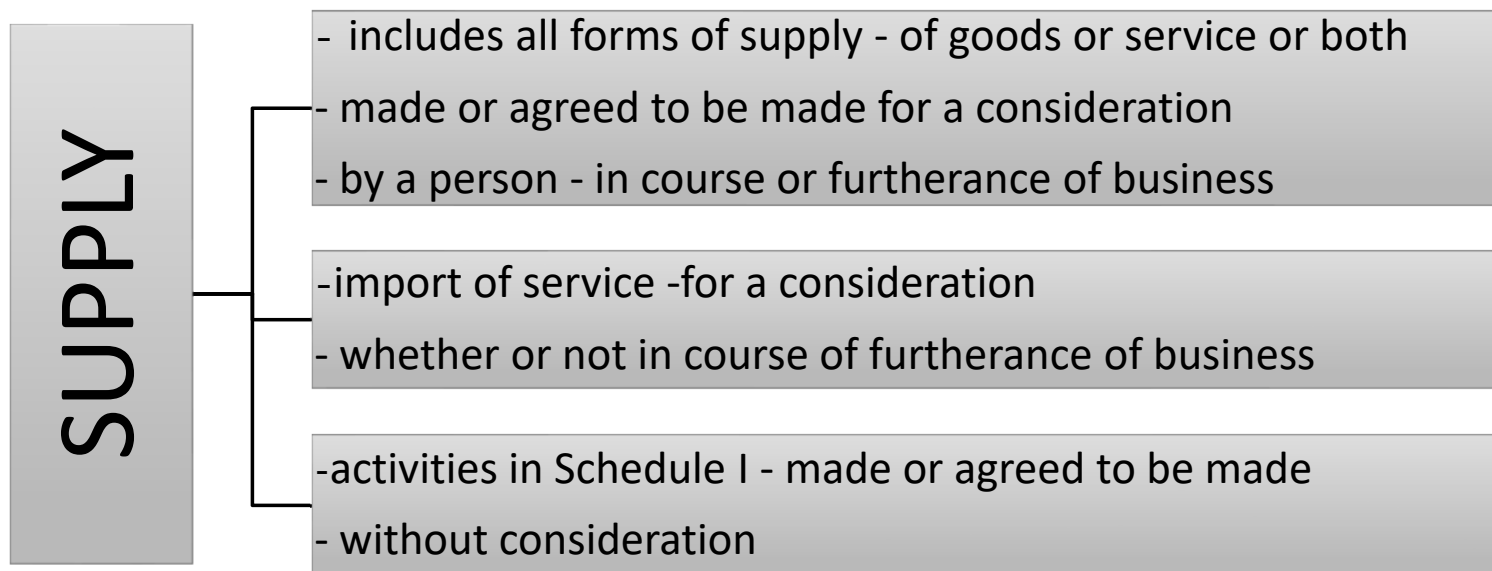 SUPPLY
- includes all forms of supply - of goods or service or both
- made or agreed to be made for a consideration
- by a person - in course or furtherance of business
-import of service -for a consideration
- whether or not in course of furtherance of business
-activities in Schedule I - made or agreed to be made
- without consideration